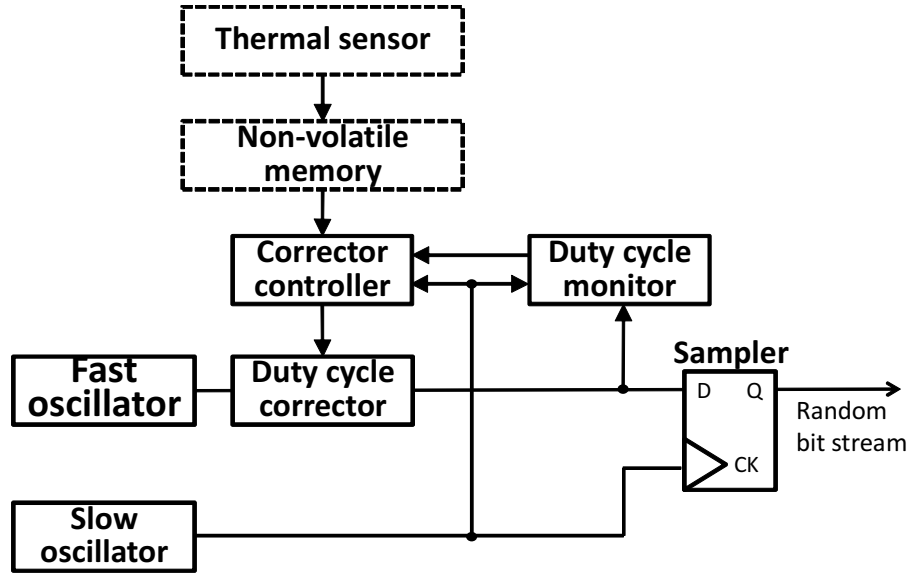 Thermal sensor
Non-volatile
memory
Corrector
controller
Duty cycle
monitor
Fast
oscillator
Duty cycle
corrector
Sampler
D
Q
CK
Random
bit stream
Slow
oscillator